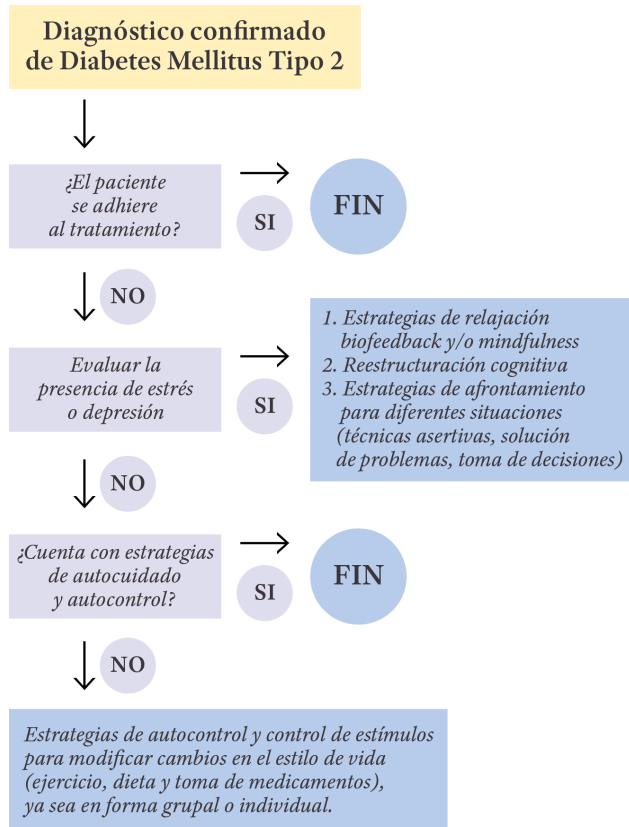 Diagnóstico confirmado
de Diabetes Mellitus Tipo 2
¿El paciente
se adhiere
al tratamiento?
SI
FIN
NO
Evaluar la
presencia de estrés
o depresión
SI
1. Estrategias de relajación
biofeedback y/o mindfulness
2. Reestructuración cognitiva
3. Estrategias de afrontamiento
para diferentes situaciones
(técnicas asertivas, solución
de problemas, toma de decisiones)
NO
¿Cuenta con estrategias
de autocuidado
y autocontrol?
SI
FIN
NO
Estrategias de autocontrol y control de estímulos
para modificar cambios en el estilo de vida
(ejercicio, dieta y toma de medicamentos),
ya sea en forma grupal o individual.